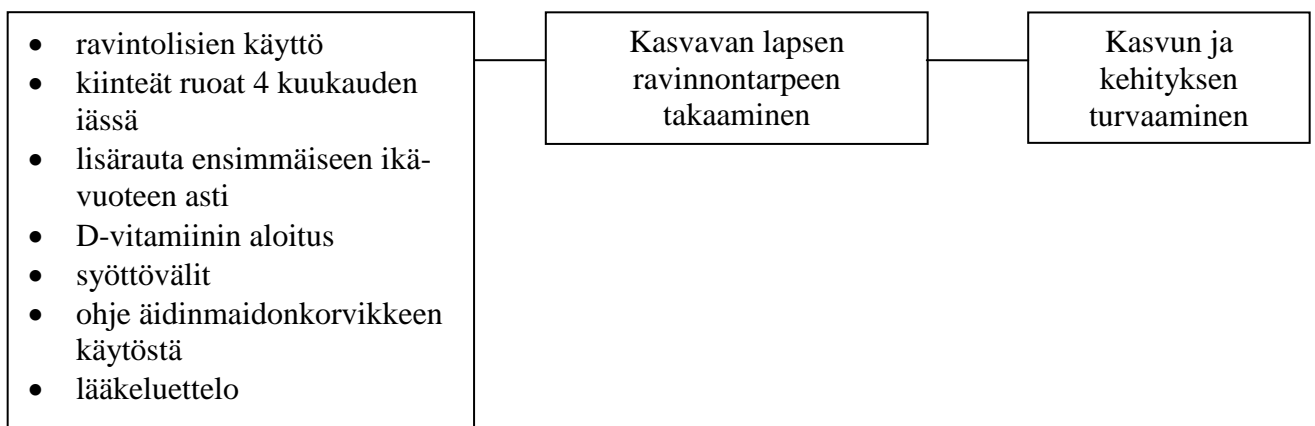 • ravintolisien käyttö
• kiinteät ruoat 4 kuukauden
iässä
• lisärauta ensimmäiseen ikä-
vuoteen asti
• D-vitamiinin aloitus
• syöttövälit
• ohje äidinmaidonkorvikkeen
käytöstä
• lääkeluettelo
Kasvavan lapsen
ravinnontarpeen
takaaminen
Kasvun ja
kehityksen
turvaaminen